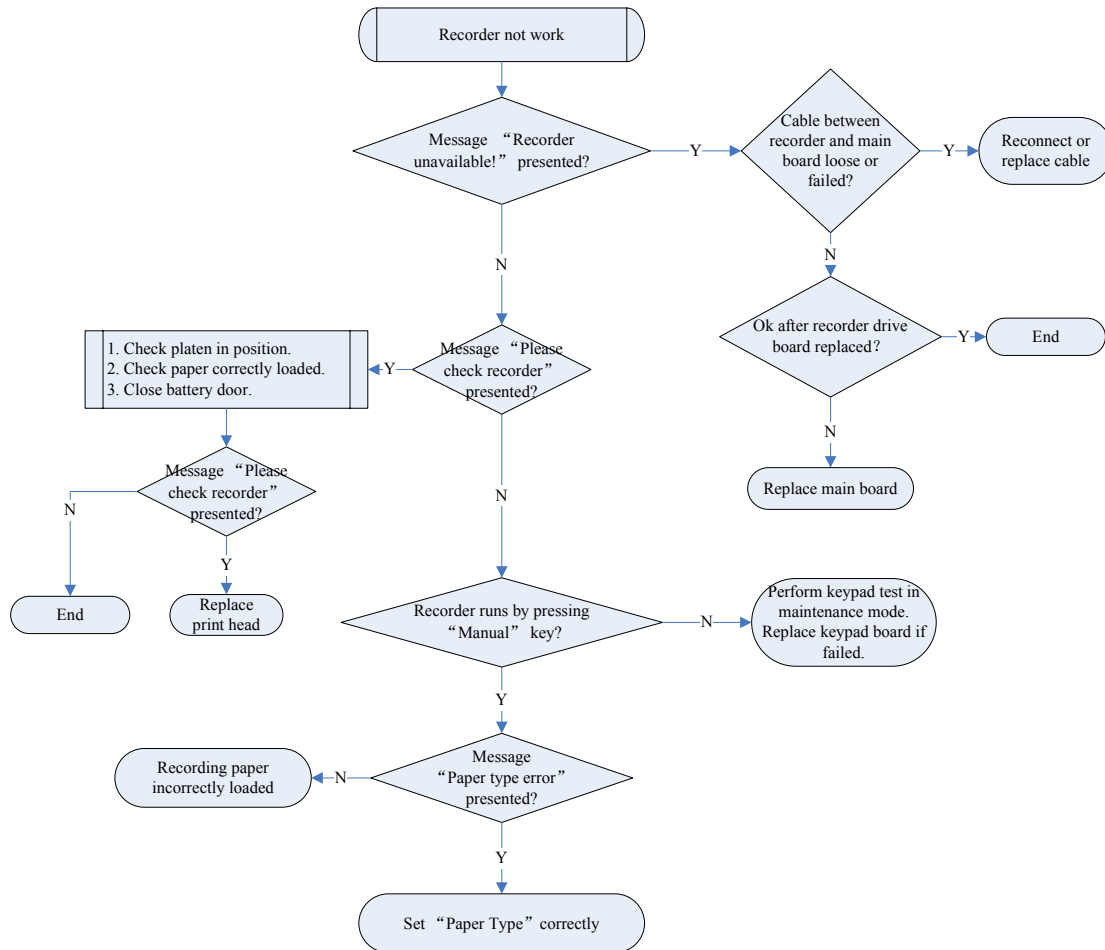 Recorder not work
Message “Recorder
unavailable!” presented?
Y
Cable between
recorder and main
board loose or
failed?
Y
Reconnect or
replace cable
N
N
Ok after recorder drive
board replaced?
Y
End
N
Replace main board
Message “Please
check recorder”
presented?
Y
1. Check platen in position.
2. Check paper correctly loaded.
3. Close battery door.
Message “Please
check recorder”
presented?
N
End
Y
Replace
print head
N
Recorder runs by pressing
“Manual” key?
N
Perform keypad test in
maintenance mode.
Replace keypad board if
failed.
Y
Message
“Paper type error”
presented?
N
Recording paper
incorrectly loaded
Y
Set “Paper Type” correctly